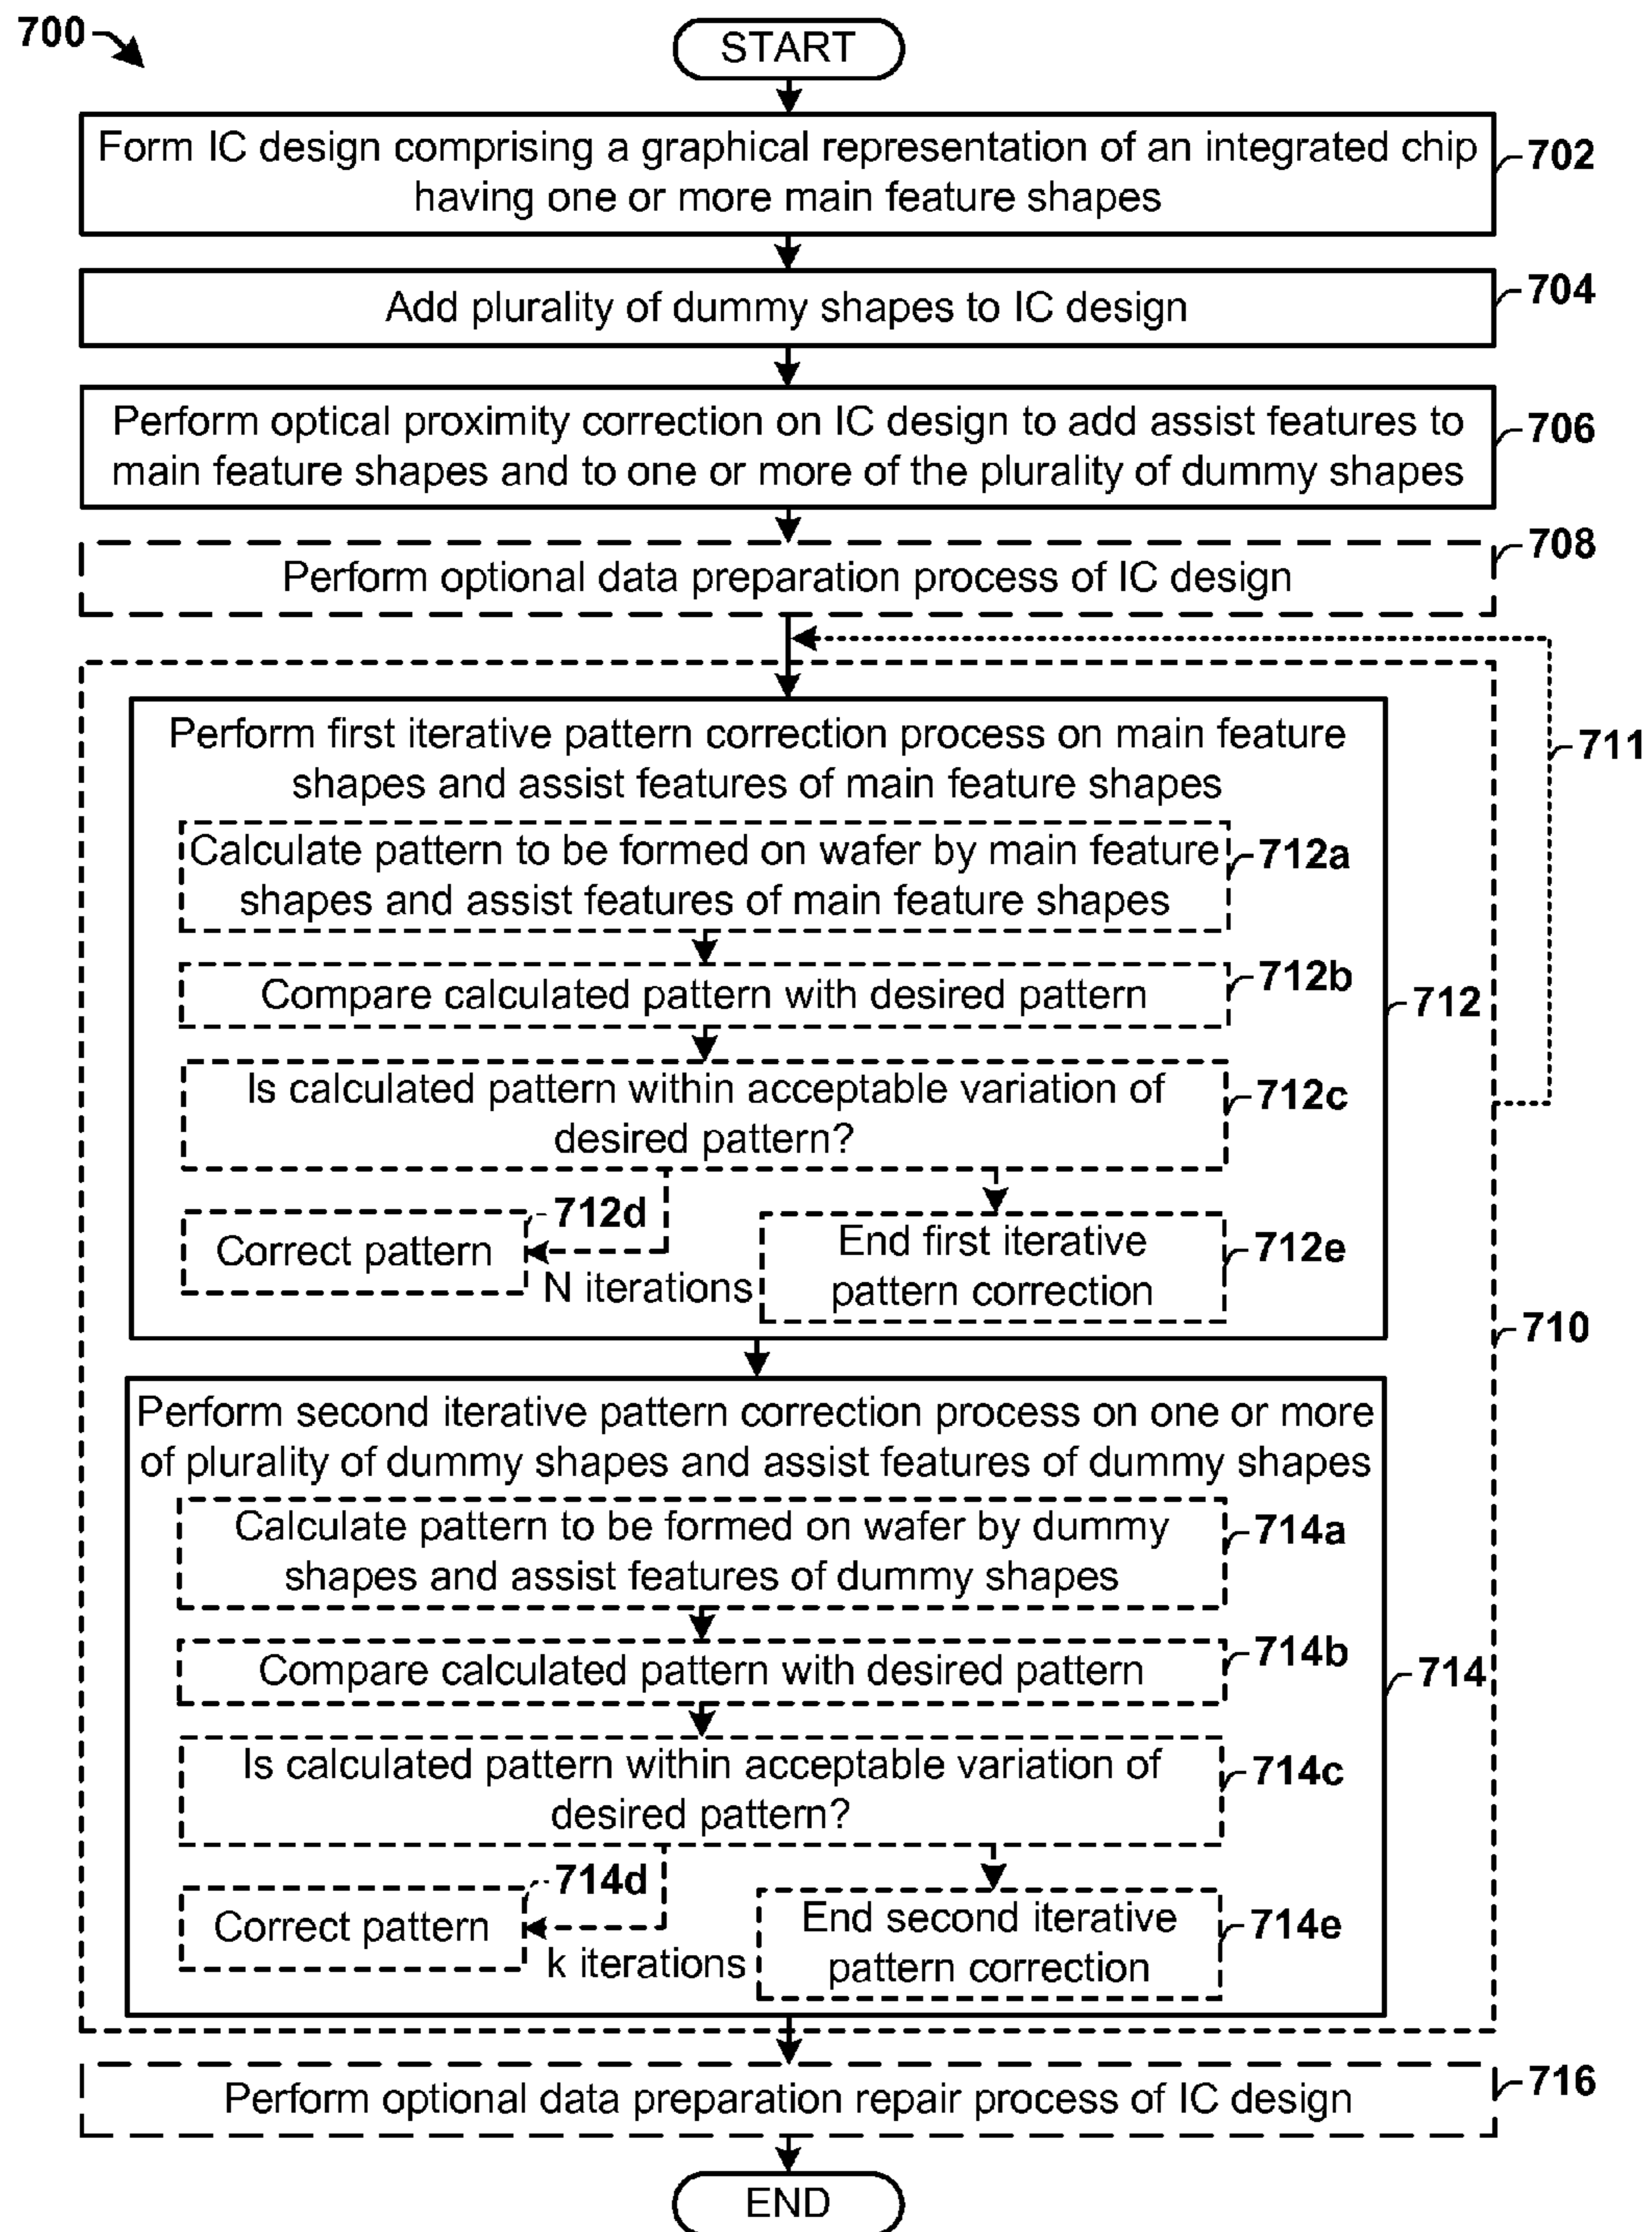 700
START
Form IC design comprising a graphical representation of an integrated chip
having one or more main feature shapes
702
Add plurality of dummy shapes to IC design
704
Perform optical proximity correction on IC design to add assist features to
main feature shapes and to one or more of the plurality of dummy shapes
706
Perform optional data preparation process of IC design
708
711
Perform first iterative pattern correction process on main feature
shapes and assist features of main feature shapes
Calculate pattern to be formed on wafer by main feature
shapes and assist features of main feature shapes
712a
Compare calculated pattern with desired pattern
712b
712
Is calculated pattern within acceptable variation of
desired pattern?
712c
Correct pattern
712d
N iterations
End first iterative
pattern correction
712e
710
Perform second iterative pattern correction process on one or more
of plurality of dummy shapes and assist features of dummy shapes
Calculate pattern to be formed on wafer by dummy
shapes and assist features of dummy shapes
714a
Compare calculated pattern with desired pattern
714b
714
Is calculated pattern within acceptable variation of
desired pattern?
714c
Correct pattern
714d
k iterations
End second iterative
pattern correction
714e
Perform optional data preparation repair process of IC design
716
END